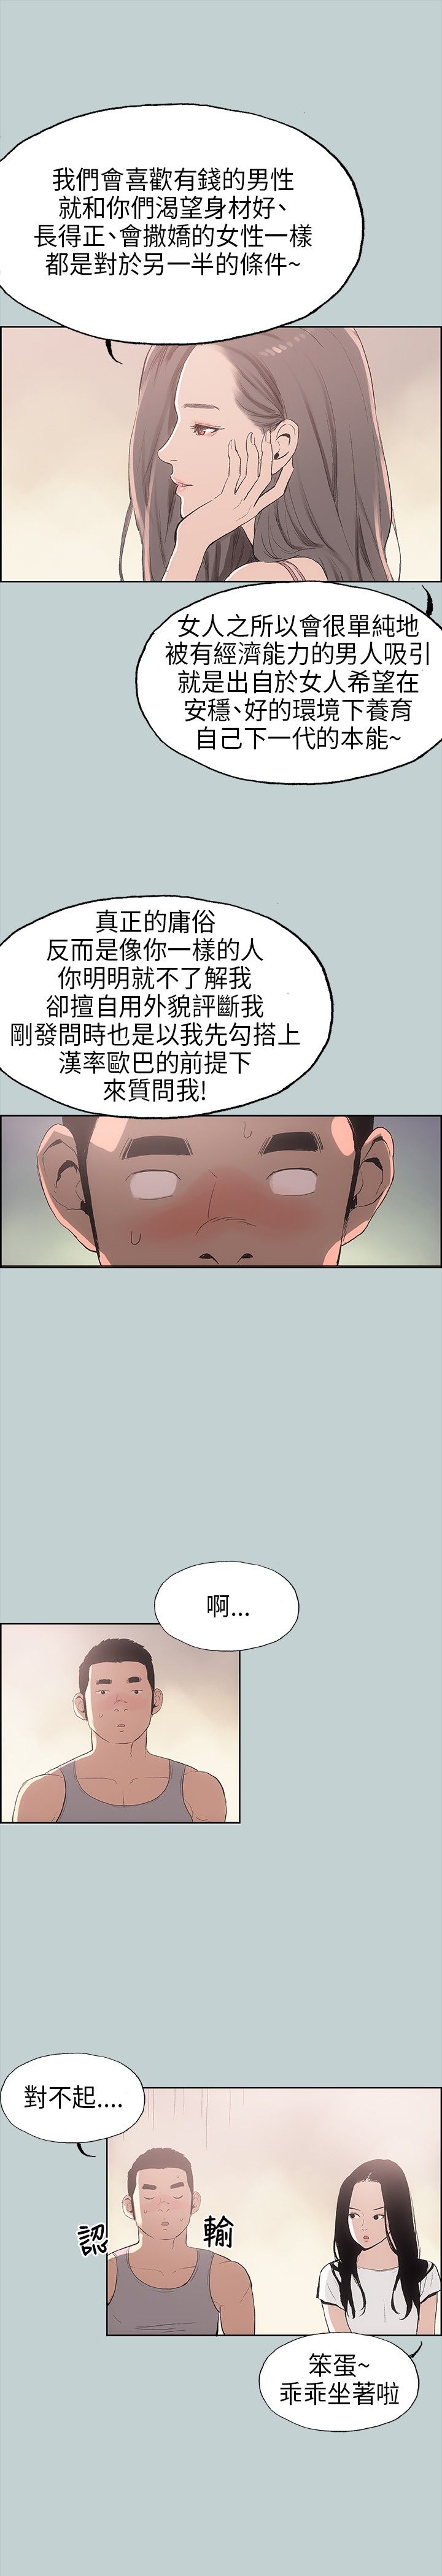 我們會喜歡有錢的男性
就和你們渴望身材好、
長得正、會撒嬌的女性一樣
都是對於另一半的條件~
女人之所以會很單純地
被有經濟能力的男人吸引
就是出自於女人希望在
安穩、好的環境下養育
自己下一代的本能~
真正的庸俗
反而是像你一樣的人
你明明就不了解我
卻擅自用外貌評斷我
剛發問時也是以我先勾搭上
漢率歐巴的前提下
來質問我!
啊...
對不起....
認輸
笨蛋~
乖乖坐著啦